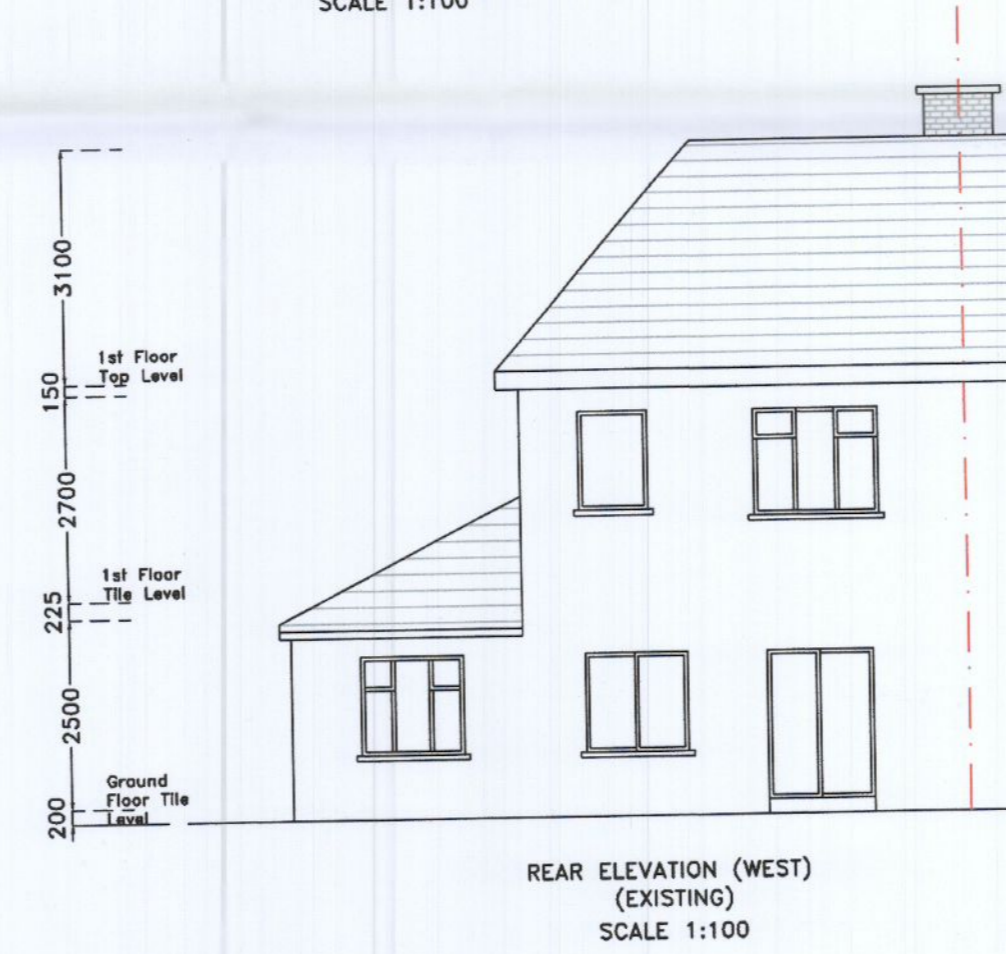 SCALE 1:100
3100
1st Floor
Top Level
150
2700
1st Floor
Tile Level
225
2500
Ground
Floor Tile
Level
200
REAR ELEVATION (WEST)
(EXISTING)
SCALE 1:100